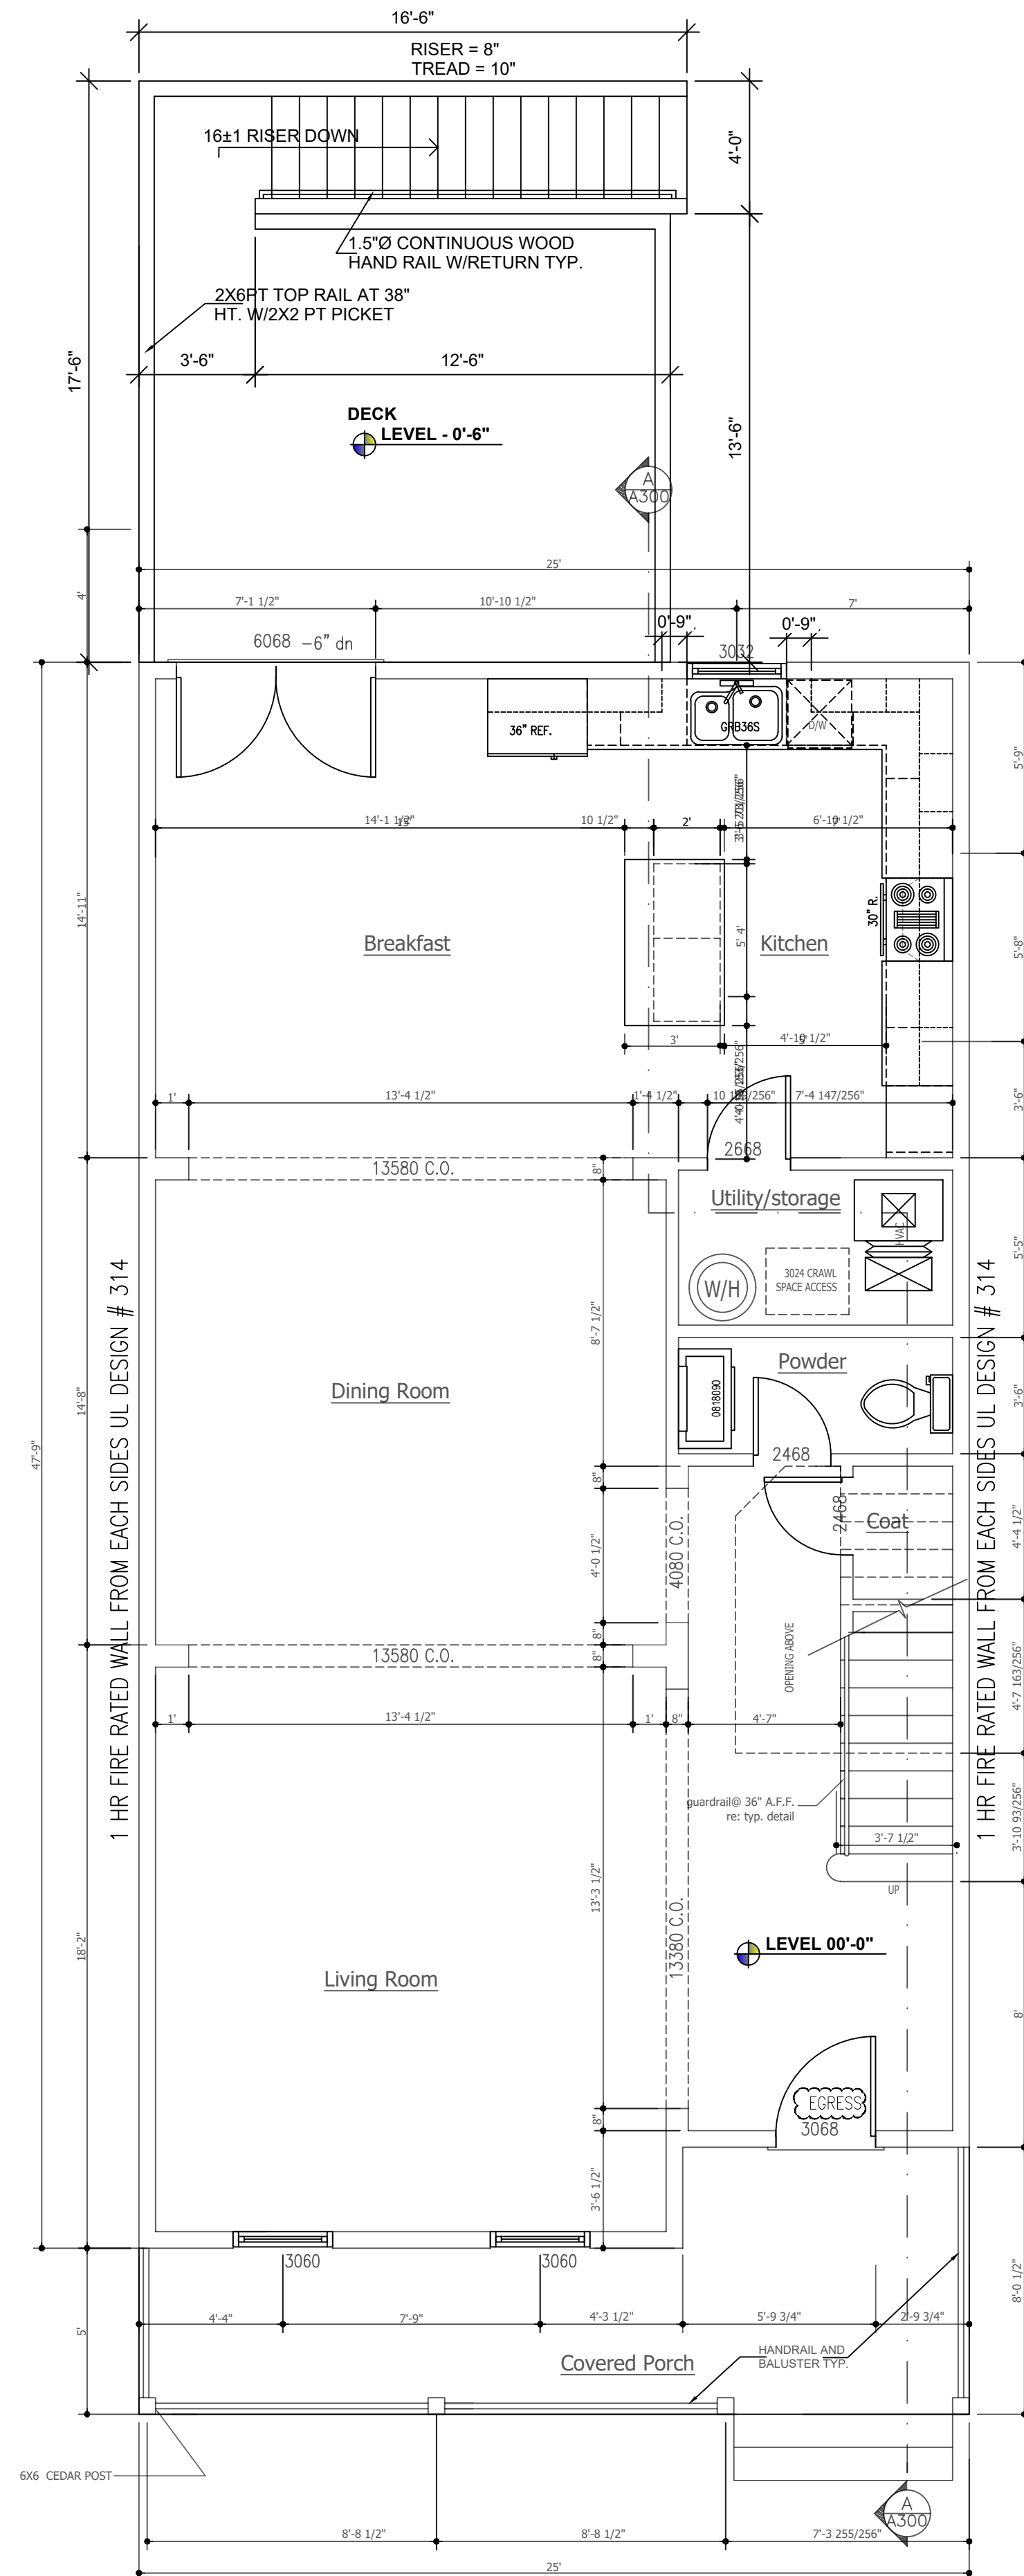 16'-6"
RISER = 8"
TREAD = 10"
16±1 RISER DOWN
4'-0"
1.5"Ø CONTINUOUS WOOD
HAND RAIL W/RETURN TYP.
2X6PT TOP RAIL AT 38"
HT. W/2X2 PT PICKET
17'-6"
3'-6"
12'-6"
DECK
LEVEL - 0'-6"
13'-6"
A
A300
25'
4'
7'-1 1/2"
10'-10 1/2"
7'
0'-9"
0'-9"
6068 -6" dn
3032
36" REF.
GRB36S
D/W
5'-9"
14'-1 1/2"
10 1/2"
2'
14'-11"
30" R.
Breakfast
5' 4'
Kitchen
5'-8"
3'
4'-10 1/2"
1'
13'-4 1/2"
1'-4 1/2"
7'-4 147/256"
3'-6"
2668
13580 C.O.
8"
Utility/storage
HVAC
5'-5"
W/H
3024 CRAWL
SPACE ACCESS
1 HR FIRE RATED WALL FROM EACH SIDES UL DESIGN # 314
1 HR FIRE RATED WALL FROM EACH SIDES UL DESIGN # 314
8'-7 1/2"
Powder
0818090
Dining Room
14'-8"
3'-6"
47'-9"
2468
8"
2468
Coat
4'-4 1/2"
4'-0 1/2"
4080 C.O.
8"
OPENING ABOVE
13580 C.O.
4'-7 163/256"
1'
13'-4 1/2"
1'
8"
4'-7"
guardrail@ 36" A.F.F.
re: typ. detail
3'-10 93/256"
3'-7 1/2"
UP
13'-3 1/2"
18'-2"
13380 C.O.
LEVEL 00'-0"
Living Room
8'
EGRESS
3068
8"
3'-6 1/2"
3060
3060
8'-0 1/2"
4'-4"
7'-9"
4'-3 1/2"
5'-9 3/4"
2'-9 3/4"
5'
HANDRAIL AND
BALUSTER TYP.
Covered Porch
6X6 CEDAR POST
A
A300
8'-8 1/2"
8'-8 1/2"
7'-3 255/256"
25'